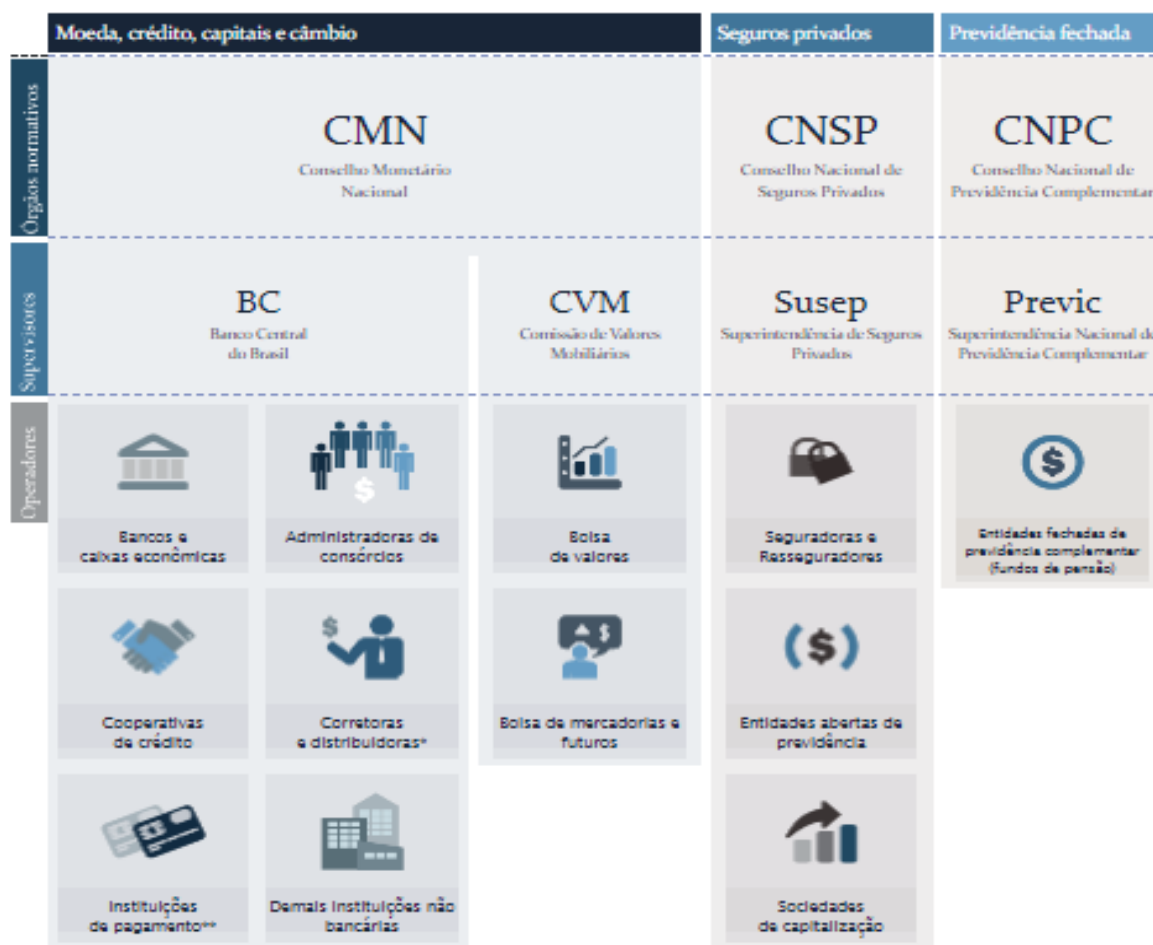 Moeda, crédito, capitais e câmbio
Seguros privados
Previdência fechada
Órgãos normativos
CMN
Conselho Monetário
Nacional
CNSP
Conselho Nacional de
Seguros Privados
CNPC
Conselho Nacional de
Previdência Complementar
Supervisores
BC
Banco Central
do Brasil
CVM
Comissão de Valores
Mobiliários
Susep
Superintendência de Seguros
Privados
Previc
Superintendência Nacional de
Previdência Complementar
Operadores
Bancos e
caixas econômicas
Administradoras de
consórcios
$
Bolsa
de valores
Seguradoras e
Resseguradores
$
Entidades fechadas de
previdência complementar
(fundos de pensão)
Cooperativas
de crédito
$
Corretoras
e distribuidoras*
$
Bolsa de mercadorias e
futuros
($)
Entidades abertas de
previdência
Instituições
de pagamento**
Demais instituições não
bancárias
Sociedades
de capitalização